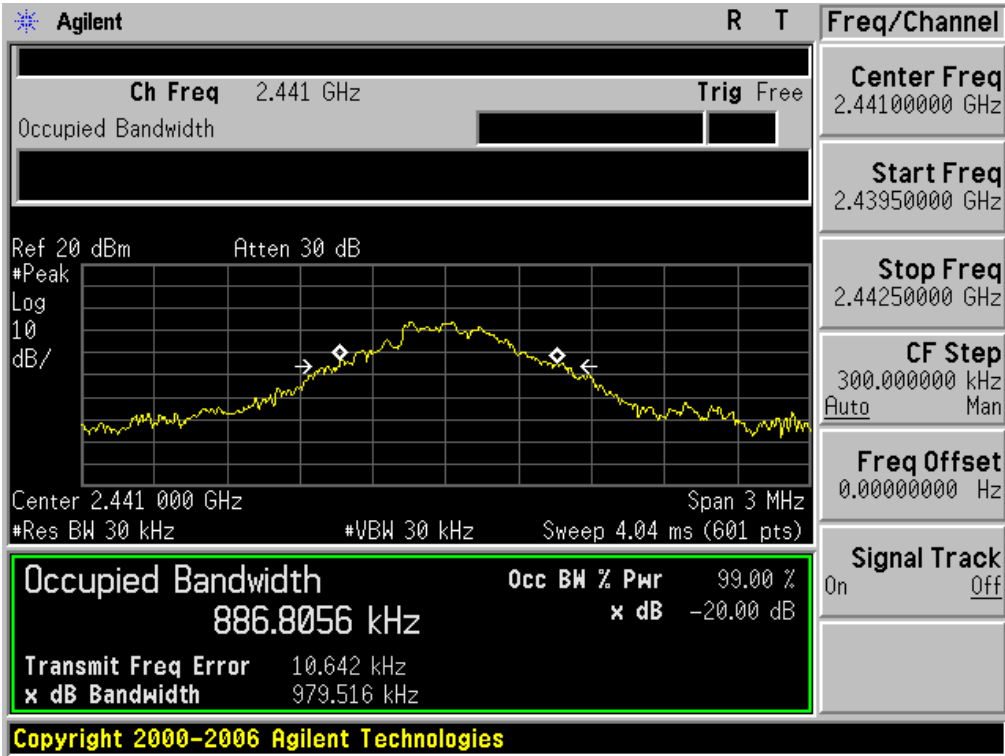 Agilent R T
Freq/Channel
Ch Freq 2.441 GHz Trig Free
Occupied Bandwidth
Center Freq
2.44100000 GHz
Start Freq
2.43950000 GHz
Stop Freq
2.44250000 GHz
CF Step
300.000000 kHz
Auto Man
Freq Offset
0.00000000 Hz
Signal Track
On Off
Ref 20 dBm Atten 30 dB
#Peak
Log
10
dB/
Center 2.441 000 GHz Span 3 MHz
#Res BW 30 kHz #VBW 30 kHz Sweep 4.04 ms (601 pts)
Occupied Bandwidth Occ BW % Pwr 99.00 %
886.8056 kHz x dB -20.00 dB
Transmit Freq Error 10.642 kHz
x dB Bandwidth 979.516 kHz
Copyright 2000-2006 Agilent Technologies